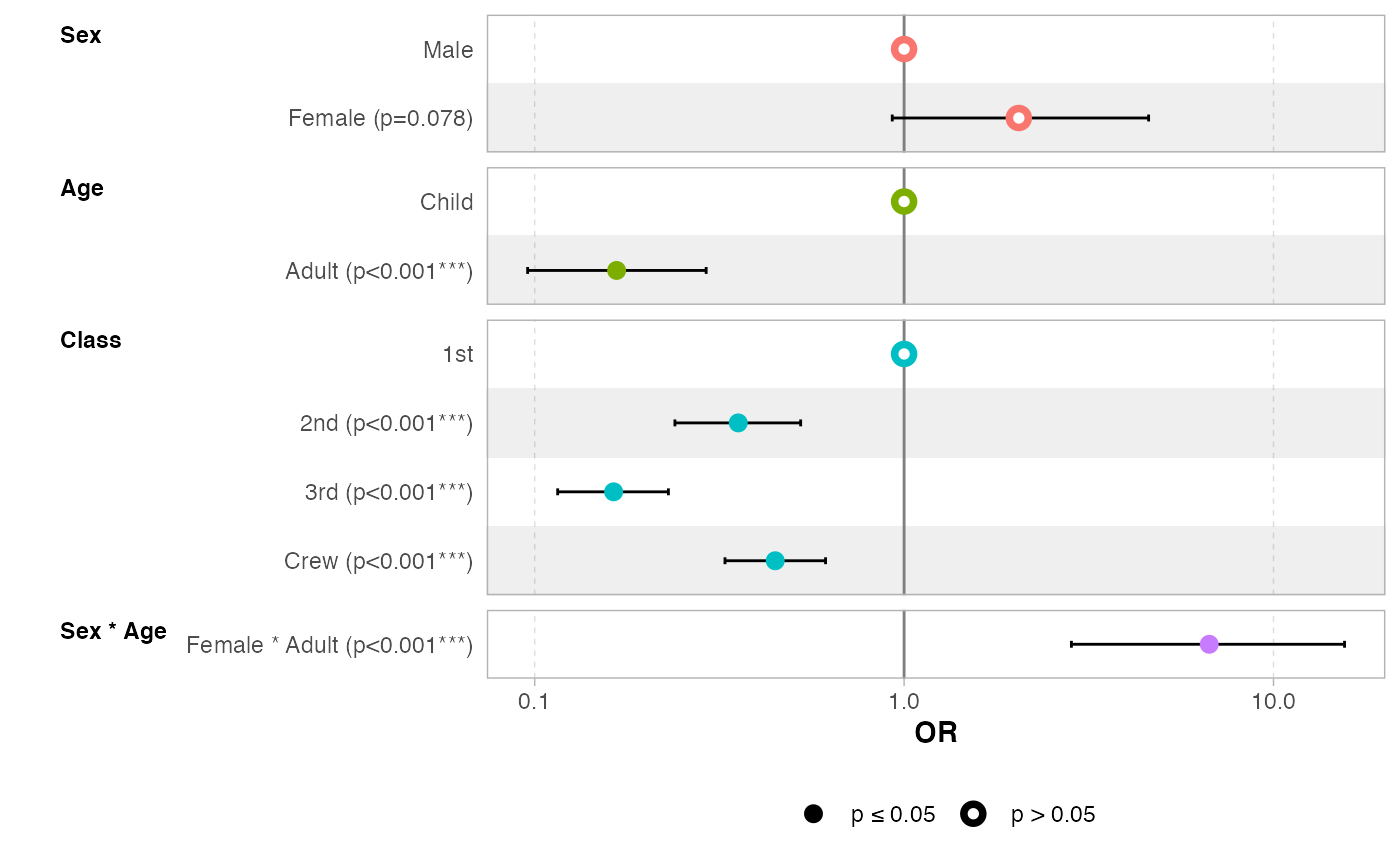 Sex
Male
Female (p=0.078)
Age
Child
Adult (p<0.001***)
Class
1st
2nd (p<0.001***)
3rd (p<0.001***)
Crew (p<0.001***)
Sex * Age
Female * Adult (p<0.001***)
0.1 1.0 10.0
OR
p ≤ 0.05 p > 0.05